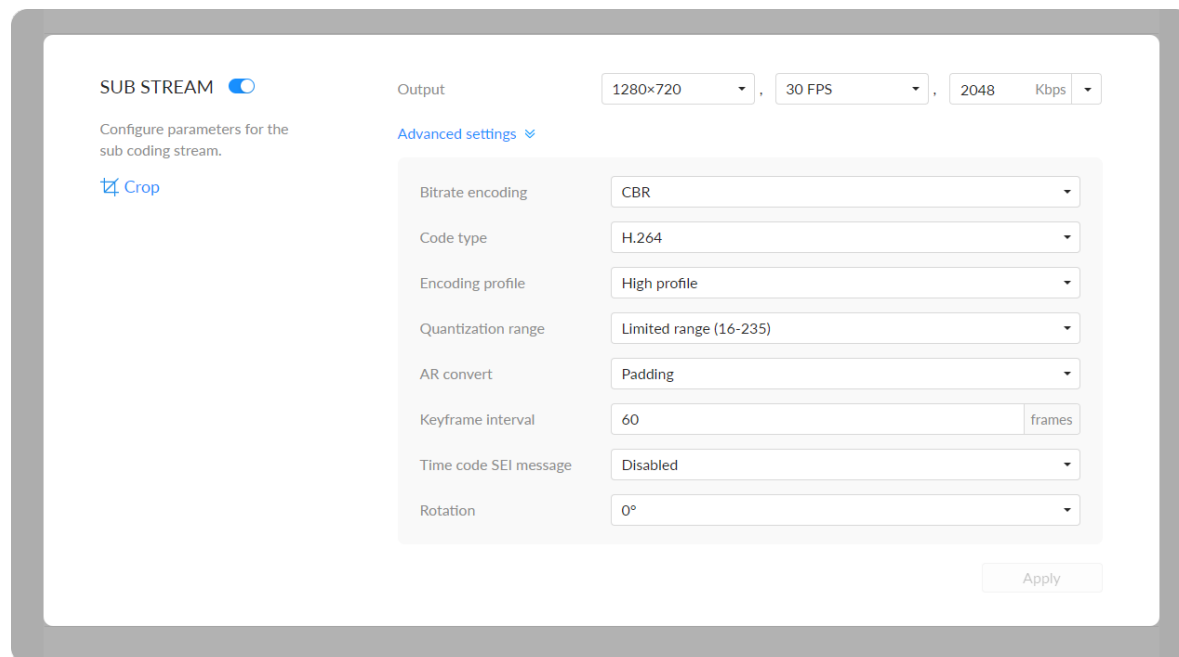 SUB STREAM
Configure parameters for the
sub coding stream.
Crop
Output 1280×720 , 30 FPS , 2048 Kbps
Advanced settings
Bitrate encoding CBR
Code type H.264
Encoding profile High profile
Quantization range Limited range (16-235)
AR convert Padding
Keyframe interval 60 frames
Time code SEI message Disabled
Rotation 0°
Apply